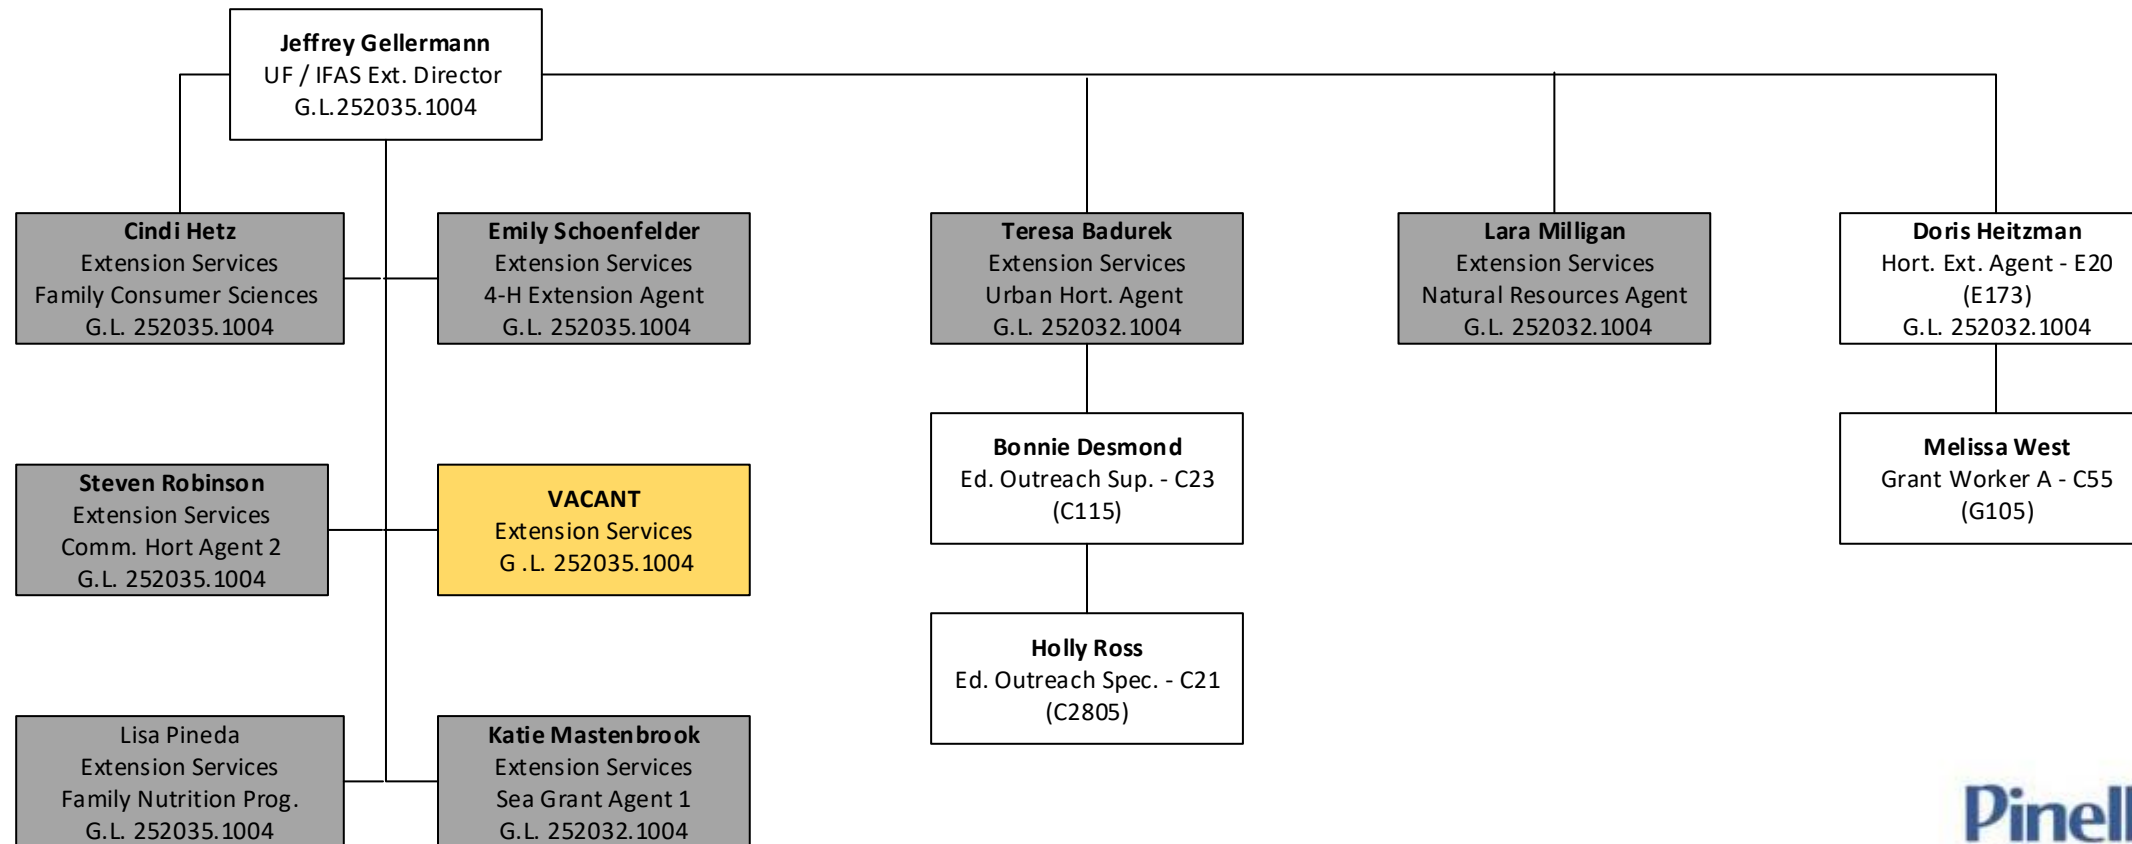 Jeffrey Gellermann
UF / IFAS Ext. Director
G.L.252035.1004
Cindi Hetz
Extension Services
Family Consumer Sciences
G.L. 252035.1004
Emily Schoenfelder
Extension Services
4-H Extension Agent
G.L. 252035.1004
Teresa Badurek
Extension Services
Urban Hort. Agent
G.L. 252032.1004
Lara Milligan
Extension Services
Natural Resources Agent
G.L. 252032.1004
Doris Heitzman
Hort. Ext. Agent - E20
(E173)
G.L. 252032.1004
Steven Robinson
Extension Services
Comm. Hort Agent 2
G.L. 252035.1004
VACANT
Extension Services
G .L. 252035.1004
Bonnie Desmond
Ed. Outreach Sup. - C23
(C115)
Melissa West
Grant Worker A - C55
(G105)
Holly Ross
Ed. Outreach Spec. - C21
(C2805)
Lisa Pineda
Extension Services
Family Nutrition Prog.
G.L. 252035.1004
Katie Mastenbrook
Extension Services
Sea Grant Agent 1
G.L. 252032.1004
Pinell